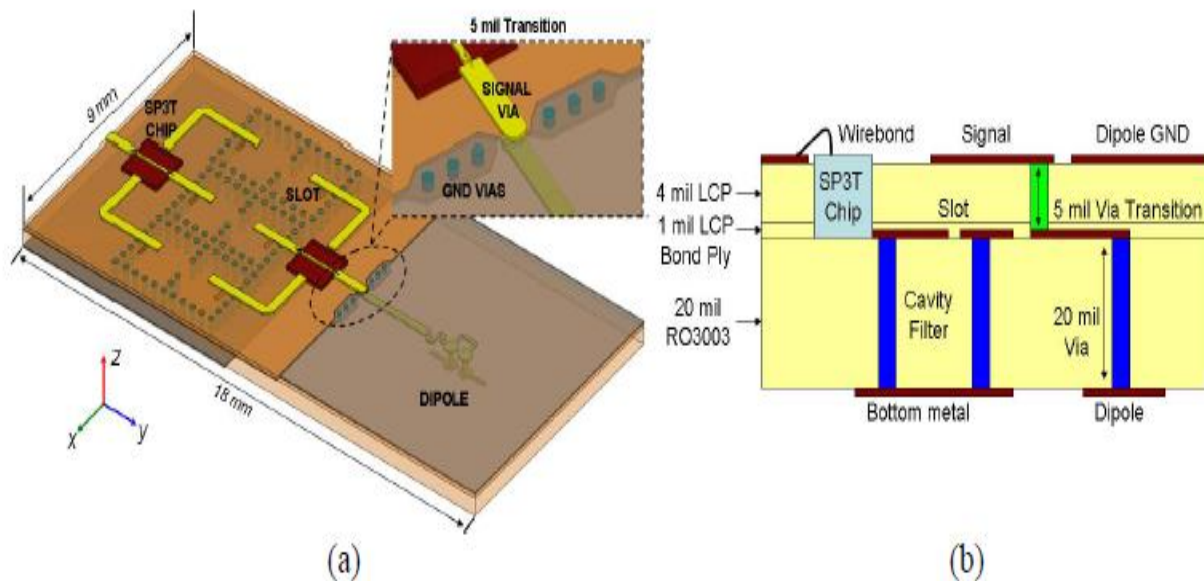 5 mil Transition
SIGNAL
VIA
GND VIAS
9 mm
SP3T
CHIP
SLOT
DIPOLE
18 mm
z
x
y
(a)
Wirebond
Signal
Dipole GND
4 mil LCP
SP3T
Chip
Slot
5 mil Via Transition
1 mil LCP
Bond Ply
20 mil
RO3003
Cavity
Filter
20 mil
Via
Bottom metal
Dipole
(b)